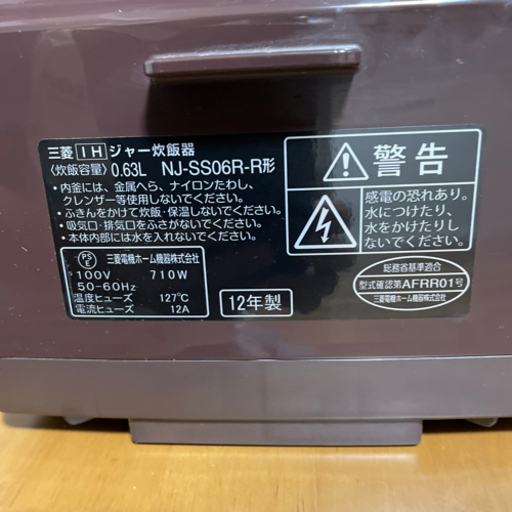 三菱 IH ジャー炊飯器
〈炊飯容量〉0.63L NJ-SS06R-R形
・内釜には、金属へら、ナイロンたわし、
クレンザー等使用しないでください。
・ふきんをかけて炊飯・保温しないでください。
・吸気口・排気口をふさがないでください。
・本体内部には水を入れないでください。
PSE 三菱電機ホーム機器株式会社
100V 710W
50-60Hz
温度ヒューズ 127℃
電流ヒューズ 12A
12年製
警告
感電の恐れあり。
水につけたり、
水をかけたりし
ないでください。
総務省基準適合
型式確認第AFRR01号
三菱電機ホーム機器株式会社